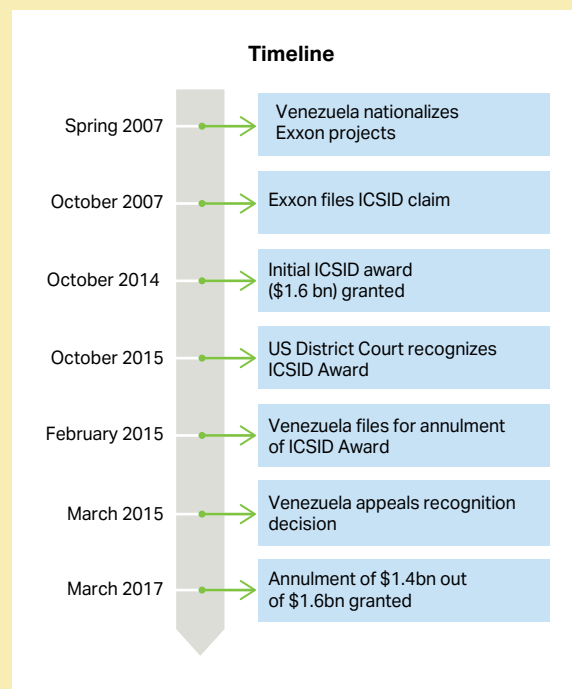 Timeline
Spring 2007
Venezuela nationalizes
Exxon projects
October 2007
Exxon files ICSID claim
October 2014
Initial ICSID award
($1.6 bn) granted
October 2015
US District Court recognizes
ICSID Award
February 2015
Venezuela files for annulment
of ICSID Award
March 2015
Venezuela appeals recognition
decision
March 2017
Annulment of $1.4bn out
of $1.6bn granted